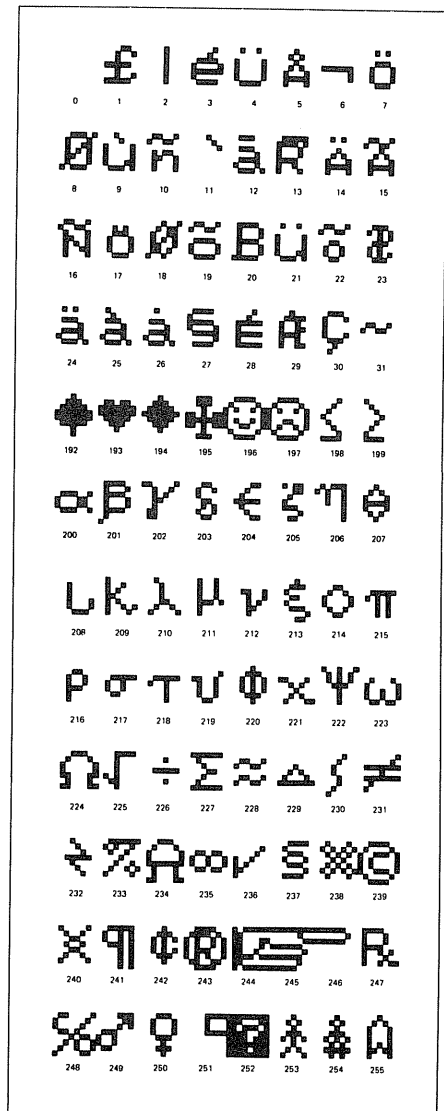 £ | é Ü Å ¬ ö
0 1 2 3 4 5 6 7
Ø ù ñ ` Ä Ã
8 9 10 11 12 13 14 15
Ñ ö Ø B ü õ
16 17 18 19 20 21 22 23
ä à É Ç ~
24 25 26 27 28 29 30 31
♠ ♥ ♦ ♣ ☺ ☹
192 193 194 195 196 197 198 199
α β γ δ ε ζ η θ
200 201 202 203 204 205 206 207
ι κ λ μ ν ξ ο π
208 209 210 211 212 213 214 215
ρ σ τ υ φ χ ψ ω
216 217 218 219 220 221 222 223
Ω √ ÷ Σ ≈ △ ∫ ≠
224 225 226 227 228 229 230 231
% ∞ ✓ § ©
232 233 234 235 236 237 238 239
¶ ¢ ® ℞
240 241 242 243 244 245 246 247
♂ ♀ ?
248 249 250 251 252 253 254 255